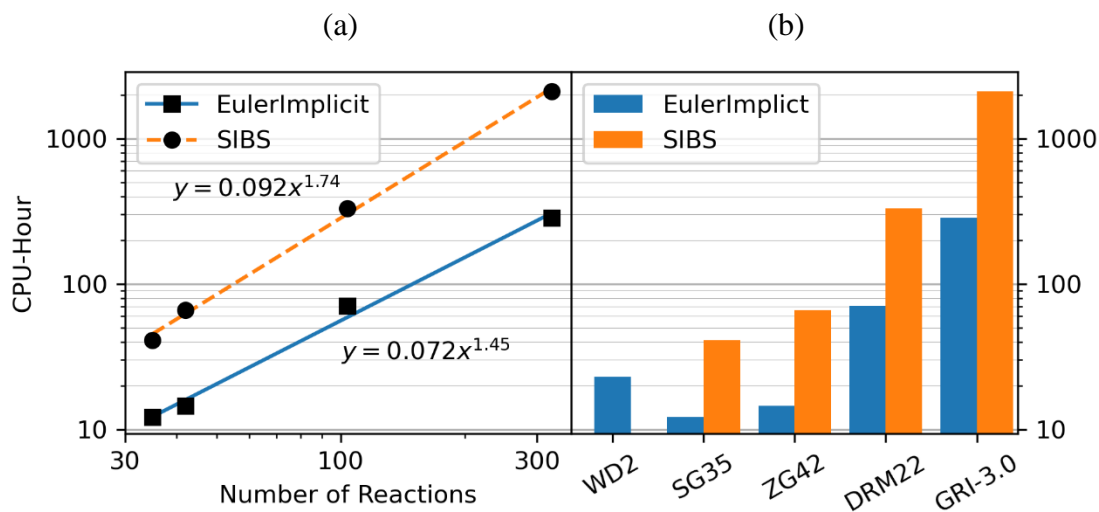 (a)
(b)
EulerImplicit
SIBS
y = 0.092x^1.74
y = 0.072x^1.45
1000
100
10
CPU-Hour
30
100
300
Number of Reactions
EulerImplict
SIBS
1000
100
10
WD2
SG35
ZG42
DRM22
GRI-3.0